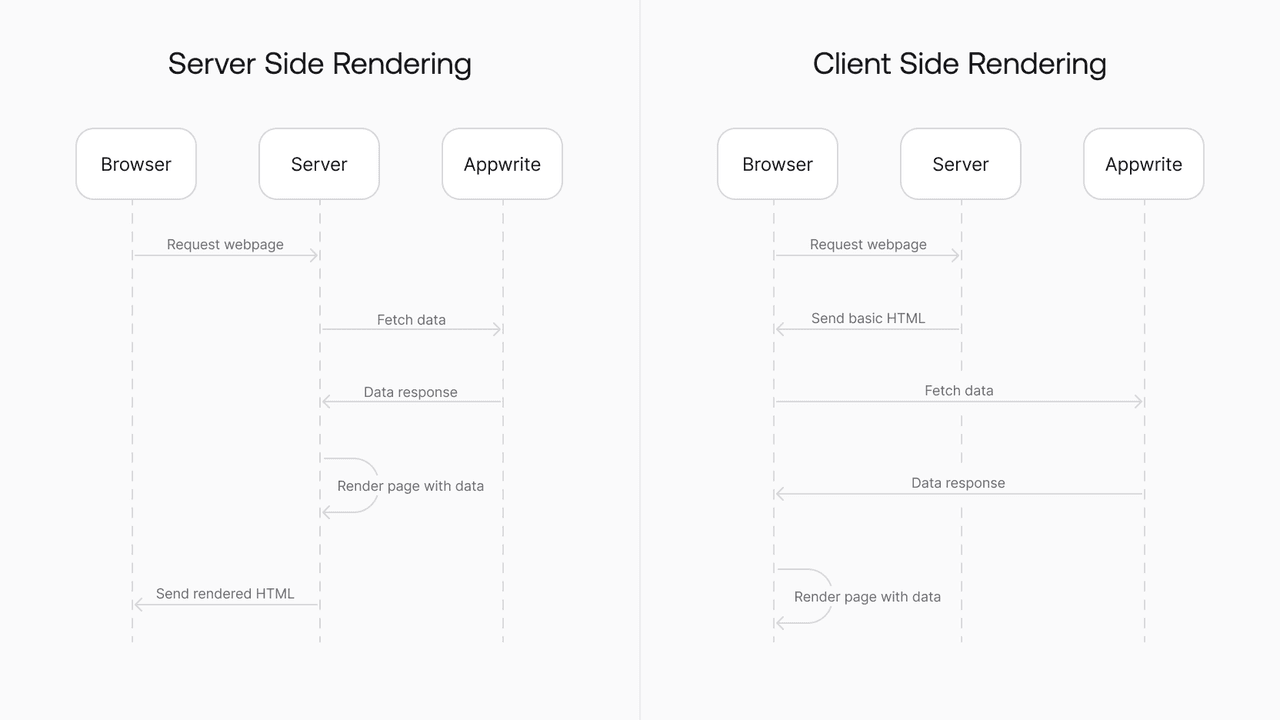 Server Side Rendering
Browser
Server
Appwrite
Request webpage
Fetch data
Data response
Render page with data
Send rendered HTML
Client Side Rendering
Browser
Server
Appwrite
Request webpage
Send basic HTML
Fetch data
Data response
Render page with data